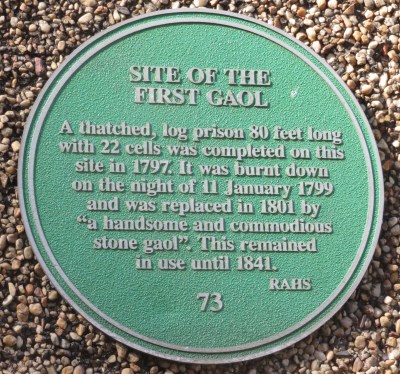 SITE OF THE
FIRST GAOL
A thatched, log prison 80 feet long
with 22 cells was completed on this
site in 1797. It was burnt down
on the night of 11 January 1799
and was replaced in 1801 by
“a handsome and commodious
stone gaol”. This remained
in use until 1841.
RAHS
73